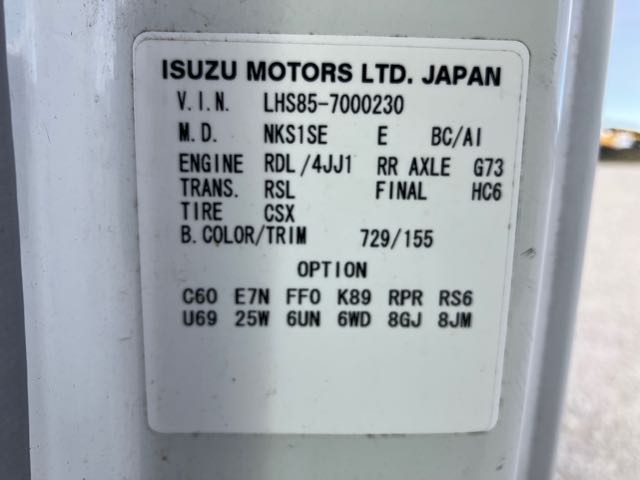 ISUZU MOTORS LTD. JAPAN
V.I.N. LHS85-7000230
M.D. NKS1SE E BC/AI
ENGINE RDL/4JJ1 RR AXLE G73
TRANS. RSL FINAL HC6
TIRE CSX
B.COLOR/TRIM 729/155
OPTION
C60 E7N FF0 K89 RPR RS6
U69 25W 6UN 6WD 8GJ 8JM